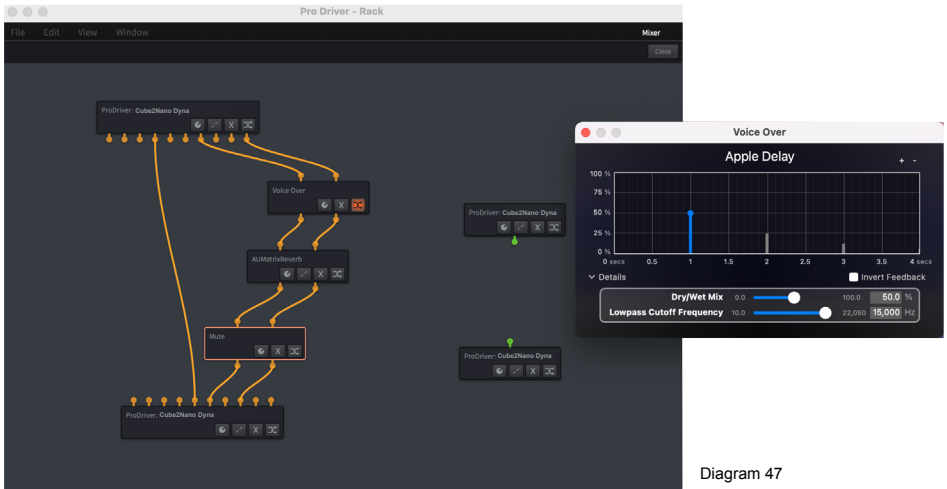 Pro Driver - Rack
File Edit View Window Mixer
Close
ProDriver: Cube2Nano Dyna
X
Voice Over
X
AUMatrixReverb
X
Mute
X
ProDriver: Cube2Nano Dyna
X
ProDriver: Cube2Nano Dyna
X
ProDriver: Cube2Nano Dyna
X
Voice Over
Apple Delay
+ -
100 %
75 %
50 %
25 %
0 %
0 secs 0.5 1 1.5 2 2.5 3 3.5 4 secs
Details Invert Feedback
Dry/Wet Mix 0.0 100.0 50.0 %
Lowpass Cutoff Frequency 10.0 22,050 15,000 Hz
Diagram 47